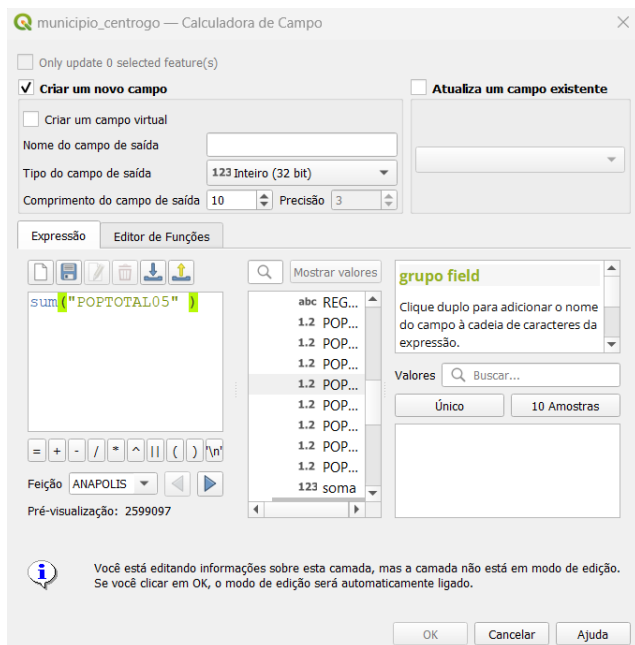 municipio_centrogo — Calculadora de Campo
Only update 0 selected feature(s)
Criar um novo campo
Atualiza um campo existente
Criar um campo virtual
Nome do campo de saída
Tipo do campo de saída
123 Inteiro (32 bit)
Comprimento do campo de saída 10 Precisão 3
Expressão
Editor de Funções
sum("POPTOTAL05" )
= + - / * ^ || ( ) '\n'
Feição ANAPOLIS
Pré-visualização: 2599097
Mostrar valores
abc REG...
1.2 POP...
1.2 POP...
1.2 POP...
1.2 POP...
1.2 POP...
1.2 POP...
1.2 POP...
1.2 POP...
123 soma
grupo field
Clique duplo para adicionar o nome
do campo à cadeia de caracteres da
expressão.
Valores
Buscar...
Único
10 Amostras
Você está editando informações sobre esta camada, mas a camada não está em modo de edição.
Se você clicar em OK, o modo de edição será automaticamente ligado.
OK
Cancelar
Ajuda